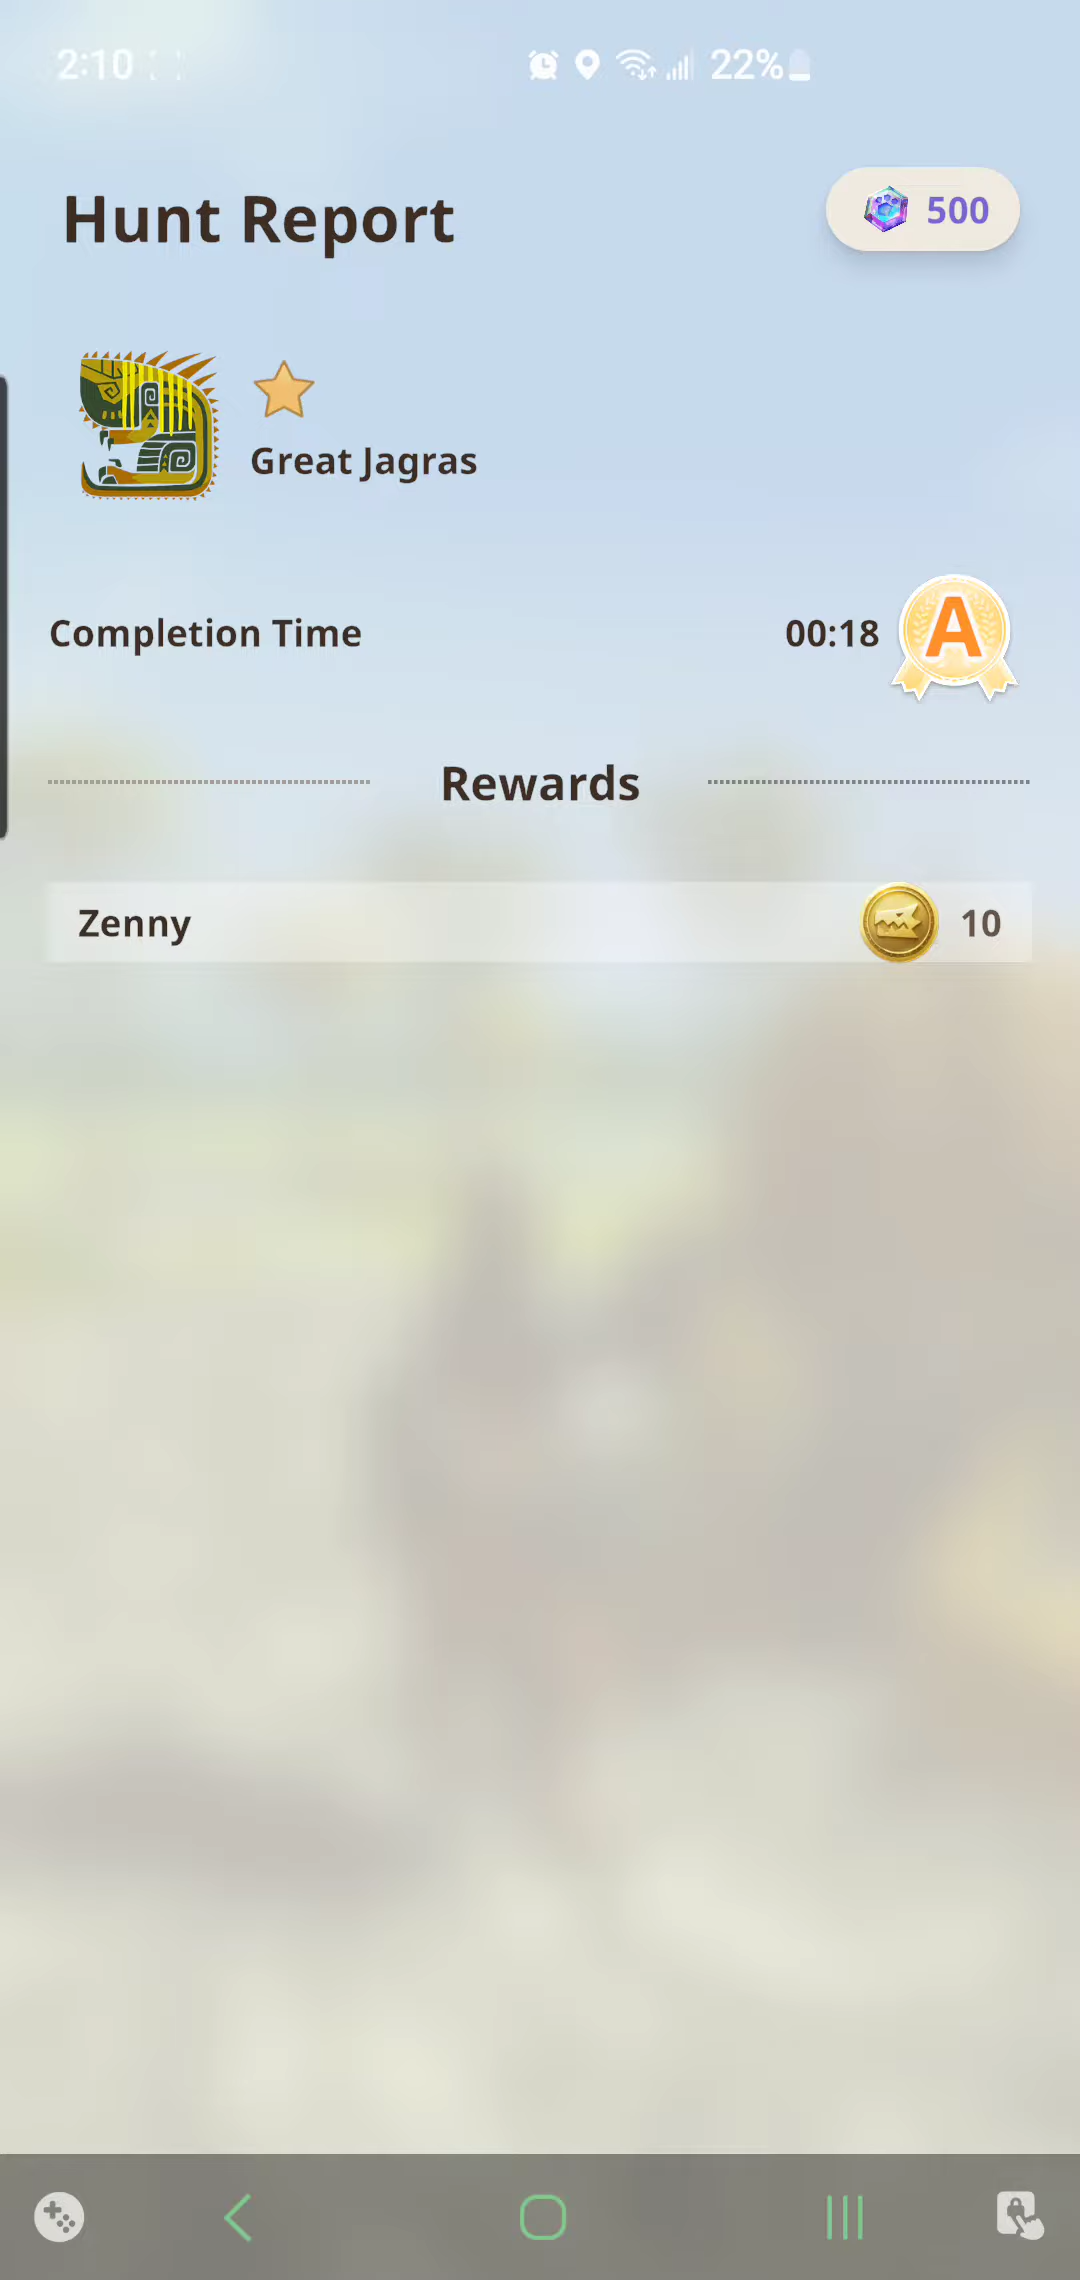 2:10
22%
Hunt Report
500
Great Jagras
Completion Time
00:18
A
Rewards
Zenny
10